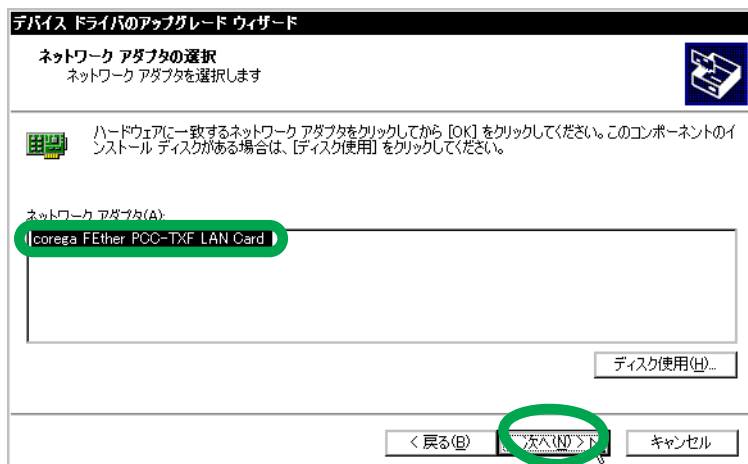 デバイス ドライバのアップグレード ウィザード
ネットワーク アダプタの選択
ネットワーク アダプタを選択します
ハードウェアに一致するネットワーク アダプタをクリックしてから [OK] をクリックしてください。このコンポーネントのイ
ンストール ディスクがある場合は、[ディスク使用] をクリックしてください。
ネットワーク アダプタ(A):
corega FEther PCC-TXF LAN Card
ディスク使用(H)...
< 戻る(B) 次へ(N) > キャンセル